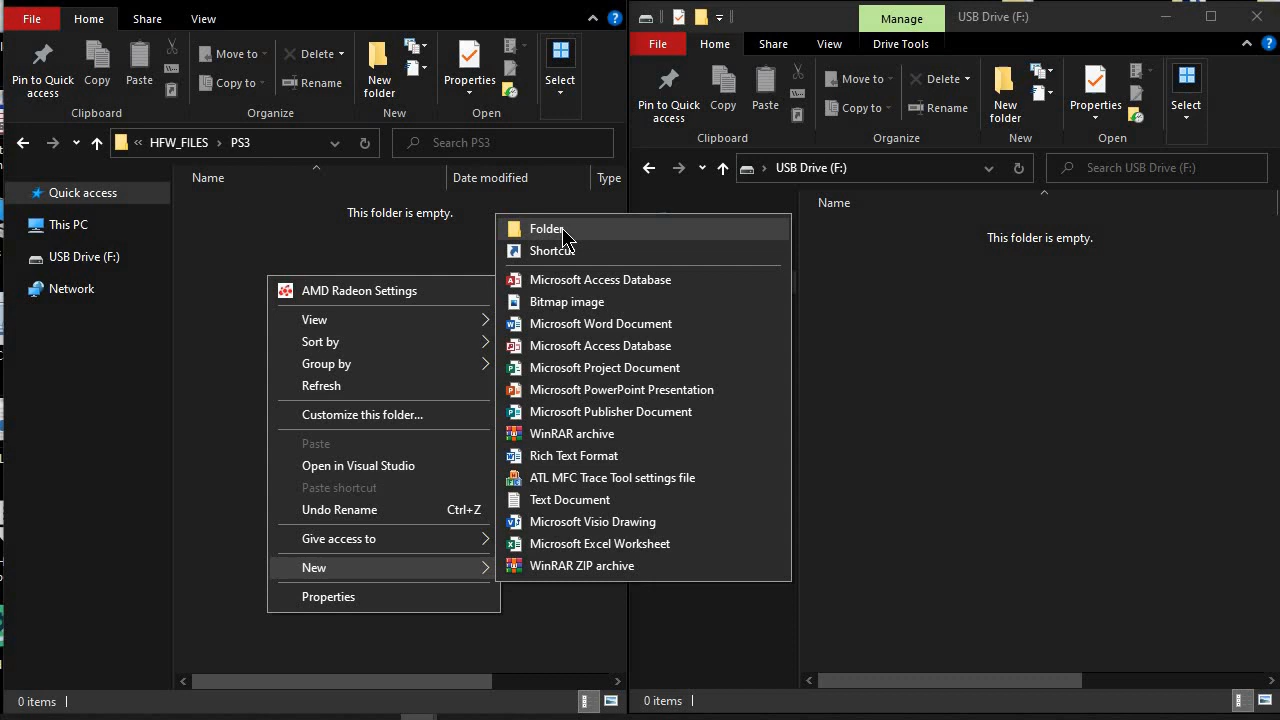 File
Home
Share
View
Pin to Quick access
Copy
Paste
Move to
Copy to
Delete
Rename
New folder
Properties
Select
Clipboard
Organize
New
Open
HFW_FILES
PS3
Search PS3
Quick access
This PC
USB Drive (F:)
Network
Name
Date modified
Type
This folder is empty.
AMD Radeon Settings
View
Sort by
Group by
Refresh
Customize this folder...
Paste
Open in Visual Studio
Paste shortcut
Undo Rename Ctrl+Z
Give access to
New
Properties
Folder
Shortcut
Microsoft Access Database
Bitmap image
Microsoft Word Document
Microsoft Access Database
Microsoft Project Document
Microsoft PowerPoint Presentation
Microsoft Publisher Document
WinRAR archive
Rich Text Format
ATL MFC Trace Tool settings file
Text Document
Microsoft Visio Drawing
Microsoft Excel Worksheet
WinRAR ZIP archive
0 items
Manage
USB Drive (F:)
File
Home
Share
View
Drive Tools
Pin to Quick access
Copy
Paste
Move to
Copy to
Delete
Rename
New folder
Properties
Select
Clipboard
Organize
New
Open
USB Drive (F:)
Search USB Drive (F:)
Name
This folder is empty.
0 items